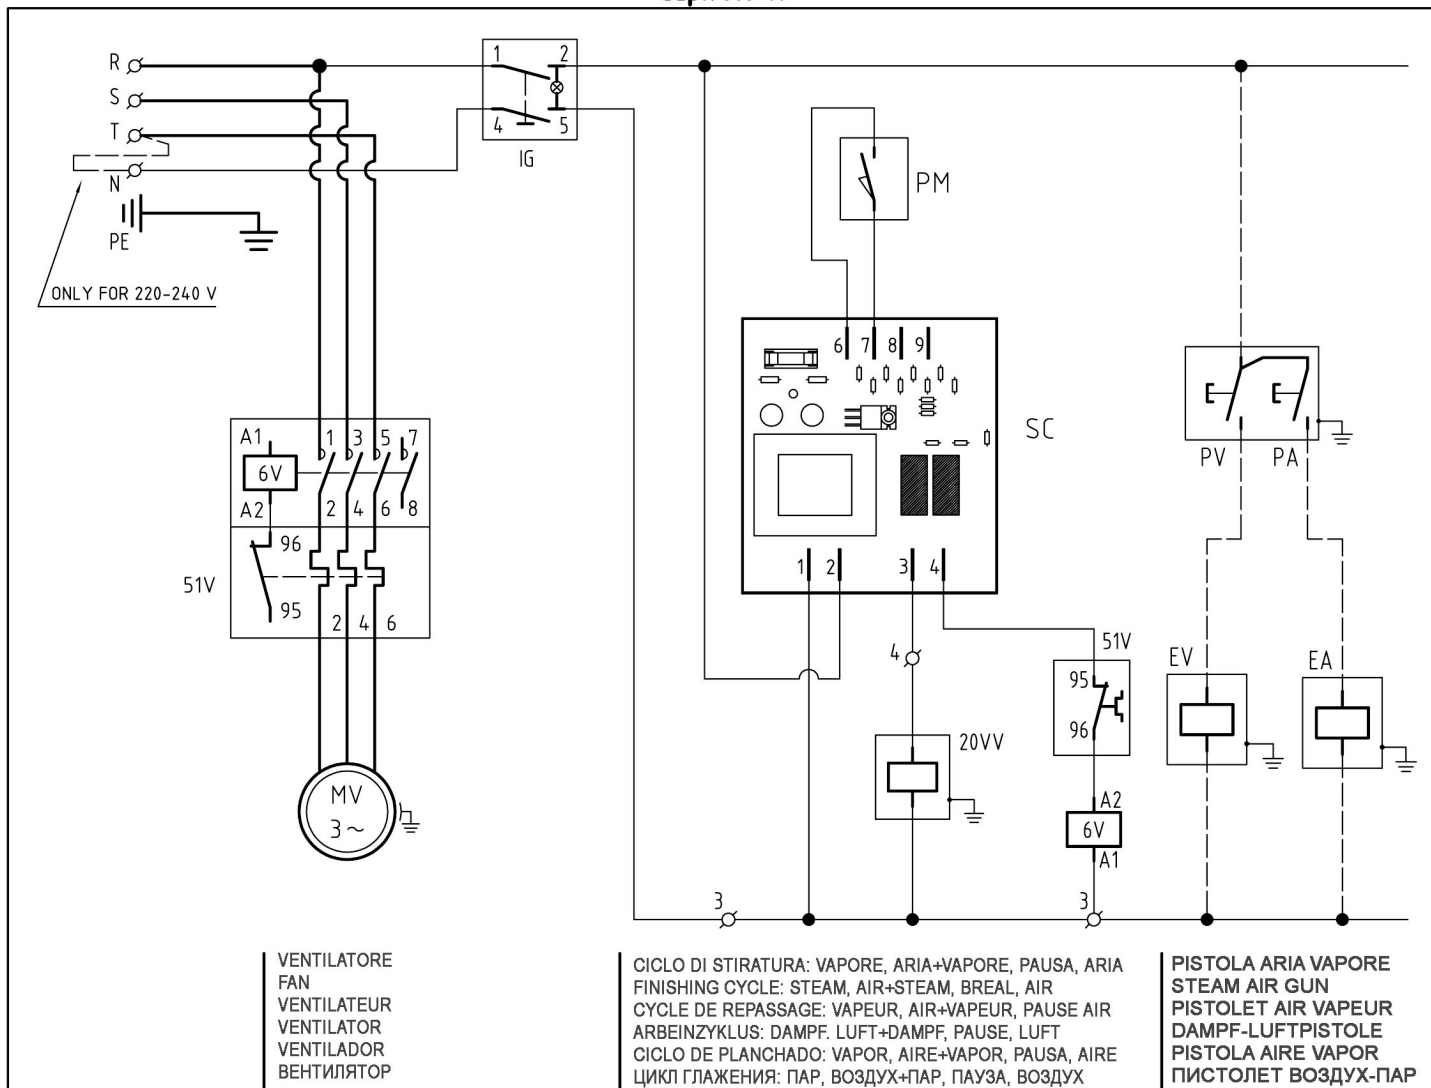 R
S
T
N
PE
ONLY FOR 220-240 V
1 2
4 5
IG
PM
6 7 8 9
SC
1 2 3 4
A1 1 3 5 7
6V
A2 2 4 6 8
96
51V
95 2 4 6
MV
3~
4
20VV
51V
95
96
A2
6V
A1
3
3
PV PA
EV EA
VENTILATORE
FAN
VENTILATEUR
VENTILATOR
VENTILADOR
ВЕНТИЛЯТОР
CICLO DI STIRATURA: VAPORE, ARIA+VAPORE, PAUSA, ARIA
FINISHING CYCLE: STEAM, AIR+STEAM, BREAL, AIR
CYCLE DE REPASSAGE: VAPEUR, AIR+VAPEUR, PAUSE AIR
ARBEINZYKLUS: DAMPF. LUFT+DAMPF, PAUSE, LUFT
CICLO DE PLANCHADO: VAPOR, AIRE+VAPOR, PAUSA, AIRE
ЦИКЛ ГЛАЖЕНИЯ: ПАР, ВОЗДУХ+ПАР, ПАУЗА, ВОЗДУХ
PISTOLA ARIA VAPORE
STEAM AIR GUN
PISTOLET AIR VAPEUR
DAMPF-LUFTPISTOLE
PISTOLA AIRE VAPOR
ПИСТОЛЕТ ВОЗДУХ-ПАР